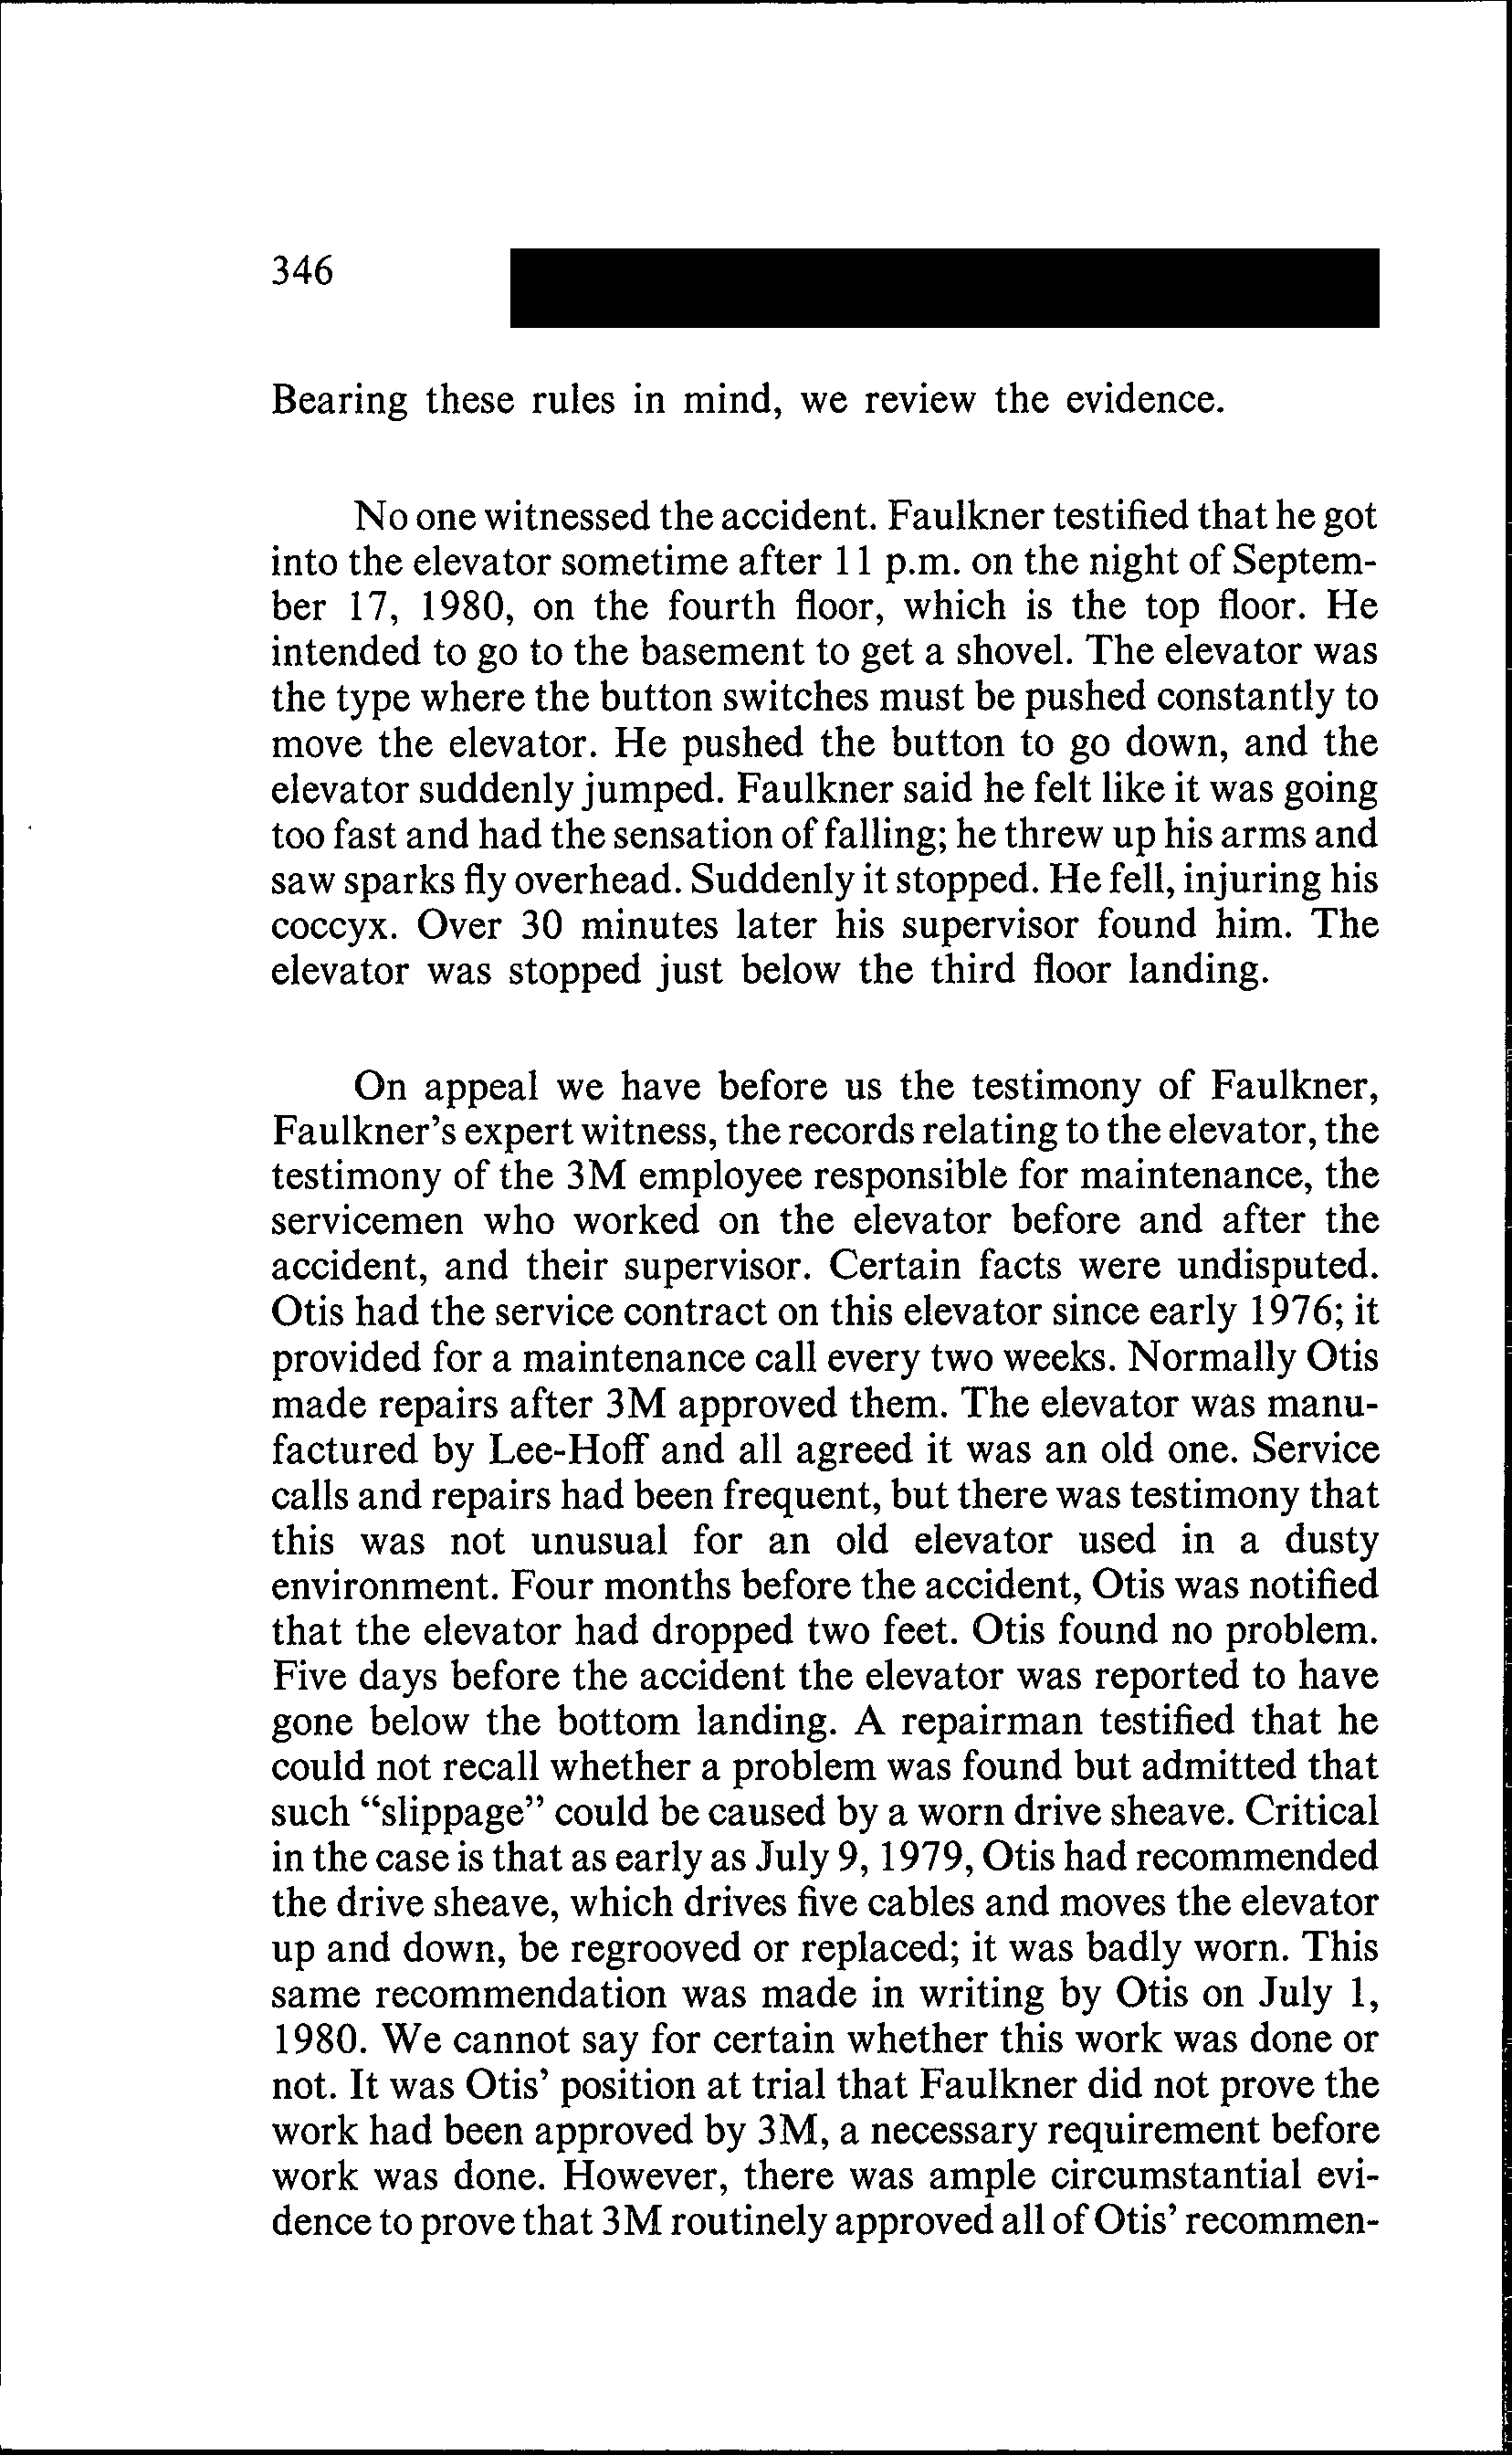 346
Bearing these rules in mind, we review the evidence.
No one witnessed the accident. Faulkner testified that he got
into the elevator sometime after 11 p.m. on the night of Septem-
ber 17, 1980, on the fourth floor, which is the top floor. He
intended to go to the basement to get a shovel. The elevator was
the type where the button switches must be pushed constantly to
move the elevator. He pushed the button to go down, and the
elevator suddenly jumped. Faulkner said he felt like it was going
too fast and had the sensation of falling; he threw up his arms and
saw sparks fly overhead. Suddenly it stopped. He fell, injuring his
coccyx. Over 30 minutes later his supervisor found him. The
elevator was stopped just below the third floor landing.
On appeal we have before us the testimony of Faulkner,
Faulkner's expert witness, the records relating to the elevator, the
testimony of the 3M employee responsible for maintenance, the
servicemen who worked on the elevator before and after the
accident, and their supervisor. Certain facts were undisputed.
Otis had the service contract on this elevator since early 1976; it
provided for a maintenance call every two weeks. Normally Otis
made repairs after 3M approved them. The elevator was manu-
factured by Lee-Hoff and all agreed it was an old one. Service
calls and repairs had been frequent, but there was testimony that
this was not unusual for an old elevator used in a dusty
environment. Four months before the accident, Otis was notified
that the elevator had dropped two feet. Otis found no problem.
Five days before the accident the elevator was reported to have
gone below the bottom landing. A repairman testified that he
could not recall whether a problem was found but admitted that
such "slippage" could be caused by a worn drive sheave. Critical
in the case is that as early as July 9, 1979, Otis had recommended
the drive sheave, which drives five cables and moves the elevator
up and down, be regrooved or replaced; it was badly worn. This
same recommendation was made in writing by Otis on July 1,
1980. We cannot say for certain whether this work was done or
not. It was Otis' position at trial that Faulkner did not prove the
work had been approved by 3M, a necessary requirement before
work was done. However, there was ample circumstantial evi-
dence to prove that 3M routinely approved all of Otis' recommen-